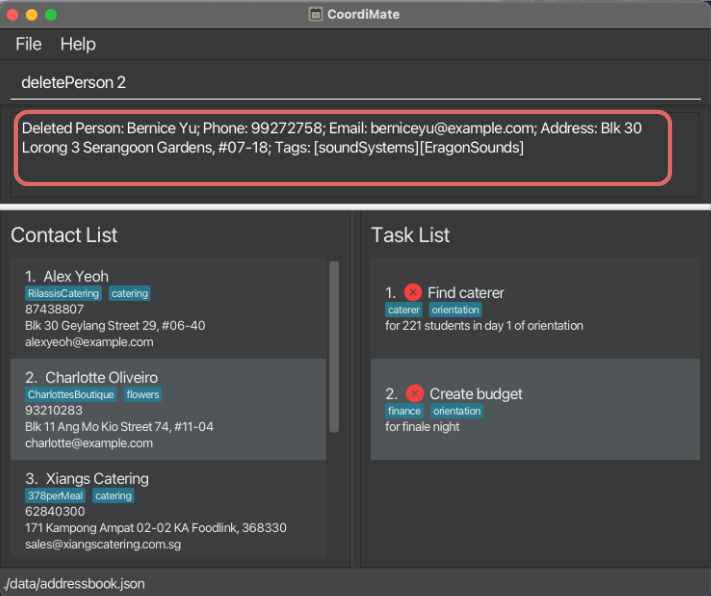 CoordiMate
File Help
deletePerson 2
Deleted Person: Bernice Yu; Phone: 99272758; Email: berniceyu@example.com; Address: Blk 30
Lorong 3 Serangoon Gardens, #07-18; Tags: [soundSystems][EragonSounds]
Contact List
1. Alex Yeoh
RilassisCatering catering
87438807
Blk 30 Geylang Street 29, #06-40
alexyeoh@example.com
2. Charlotte Oliveiro
CharlottesBoutique flowers
93210283
Blk 11 Ang Mo Kio Street 74, #11-04
charlotte@example.com
3. Xiangs Catering
378perMeal catering
62840300
171 Kampong Ampat 02-02 KA Foodlink, 368330
sales@xiangscatering.com.sg
Task List
1. Find caterer
caterer orientation
for 221 students in day 1 of orientation
2. Create budget
finance orientation
for finale night
./data/addressbook.json